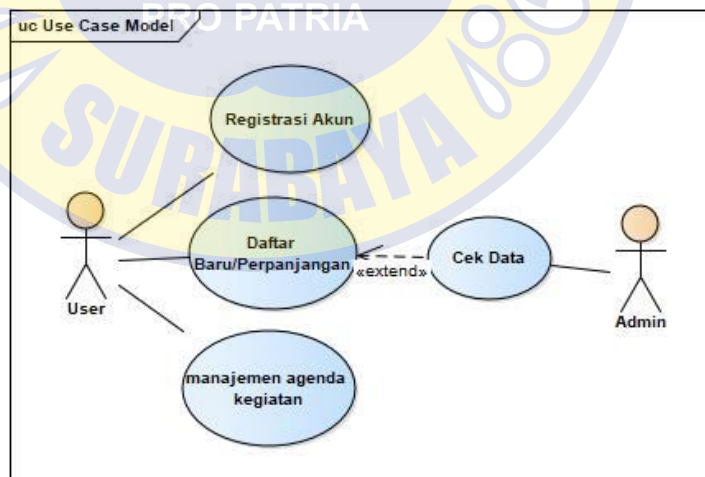 PRO PATRIA
uc Use Case Model
SURABAYA
Registrasi Akun
Daftar
Baru/Perpanjangan
«extend»
Cek Data
User
Admin
manajemen agenda
kegiatan